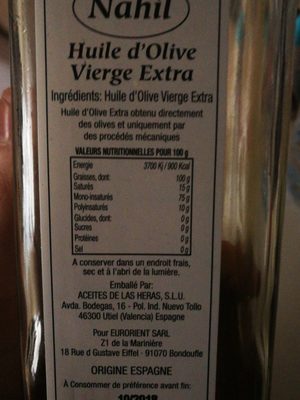 Nahil
Huile d'Olive
Vierge Extra
Ingrédients: Huile d'Olive Vierge Extra
Huile d'Olive Extra obtenu directement
des olives et uniquement par
des procédés mécaniques
VALEURS NUTRITIONNELLES POUR 100 g
Energie 3700 Kj / 900 Kcal
Graisses, dont: 100 g
Saturés 15 g
Mono-insaturés 75 g
Polyinsaturés 10 g
Glucides, dont: 0 g
Sucres 0 g
Protéines 0 g
Sel 0 g
A conserver dans un endroit frais,
sec et à l'abri de la lumière.
Emballé Par:
ACEITES DE LAS HERAS, S.L.U.
Avda. Bodegas, 16 - Pol. Ind. Nuevo Tollo
46300 Utiel (Valencia) Espagne
Pour EURORIENT SARL
Z1 de la Marinière
18 Rue d Gustave Eiffel - 91070 Bondoufle
ORIGINE ESPAGNE
À Consommer de préférence avant fin:
10/2018